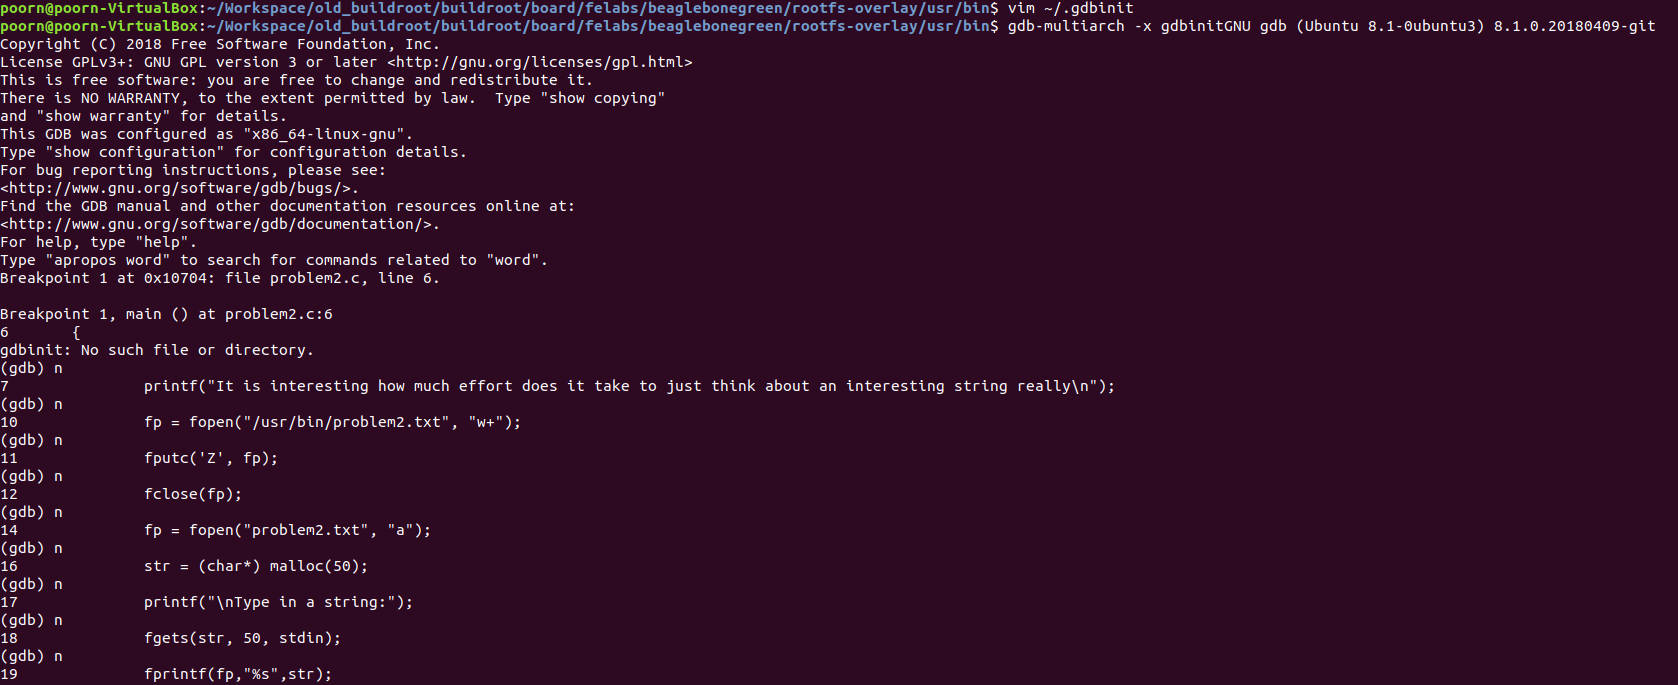 poorn@poorn-VirtualBox:~/Workspace/old_buildroot/buildroot/board/felabs/beaglebonegreen/rootfs-overlay/usr/bin$ vim ~/.gdbinit
poorn@poorn-VirtualBox:~/Workspace/old_buildroot/buildroot/board/felabs/beaglebonegreen/rootfs-overlay/usr/bin$ gdb-multiarch -x gdbinitGNU gdb (Ubuntu 8.1-0ubuntu3) 8.1.0.20180409-git
Copyright (C) 2018 Free Software Foundation, Inc.
License GPLv3+: GNU GPL version 3 or later <http://gnu.org/licenses/gpl.html>
This is free software: you are free to change and redistribute it.
There is NO WARRANTY, to the extent permitted by law.  Type "show copying"
and "show warranty" for details.
This GDB was configured as "x86_64-linux-gnu".
Type "show configuration" for configuration details.
For bug reporting instructions, please see:
<http://www.gnu.org/software/gdb/bugs/>.
Find the GDB manual and other documentation resources online at:
<http://www.gnu.org/software/gdb/documentation/>.
For help, type "help".
Type "apropos word" to search for commands related to "word".
Breakpoint 1 at 0x10704: file problem2.c, line 6.

Breakpoint 1, main () at problem2.c:6
6       {
gdbinit: No such file or directory.
(gdb) n
7               printf("It is interesting how much effort does it take to just think about an interesting string really\n");
(gdb) n
10              fp = fopen("/usr/bin/problem2.txt", "w+");
(gdb) n
11              fputc('Z', fp);
(gdb) n
12              fclose(fp);
(gdb) n
14              fp = fopen("problem2.txt", "a");
(gdb) n
16              str = (char*) malloc(50);
(gdb) n
17              printf("\nType in a string:");
(gdb) n
18              fgets(str, 50, stdin);
(gdb) n
19              fprintf(fp,"%s",str);